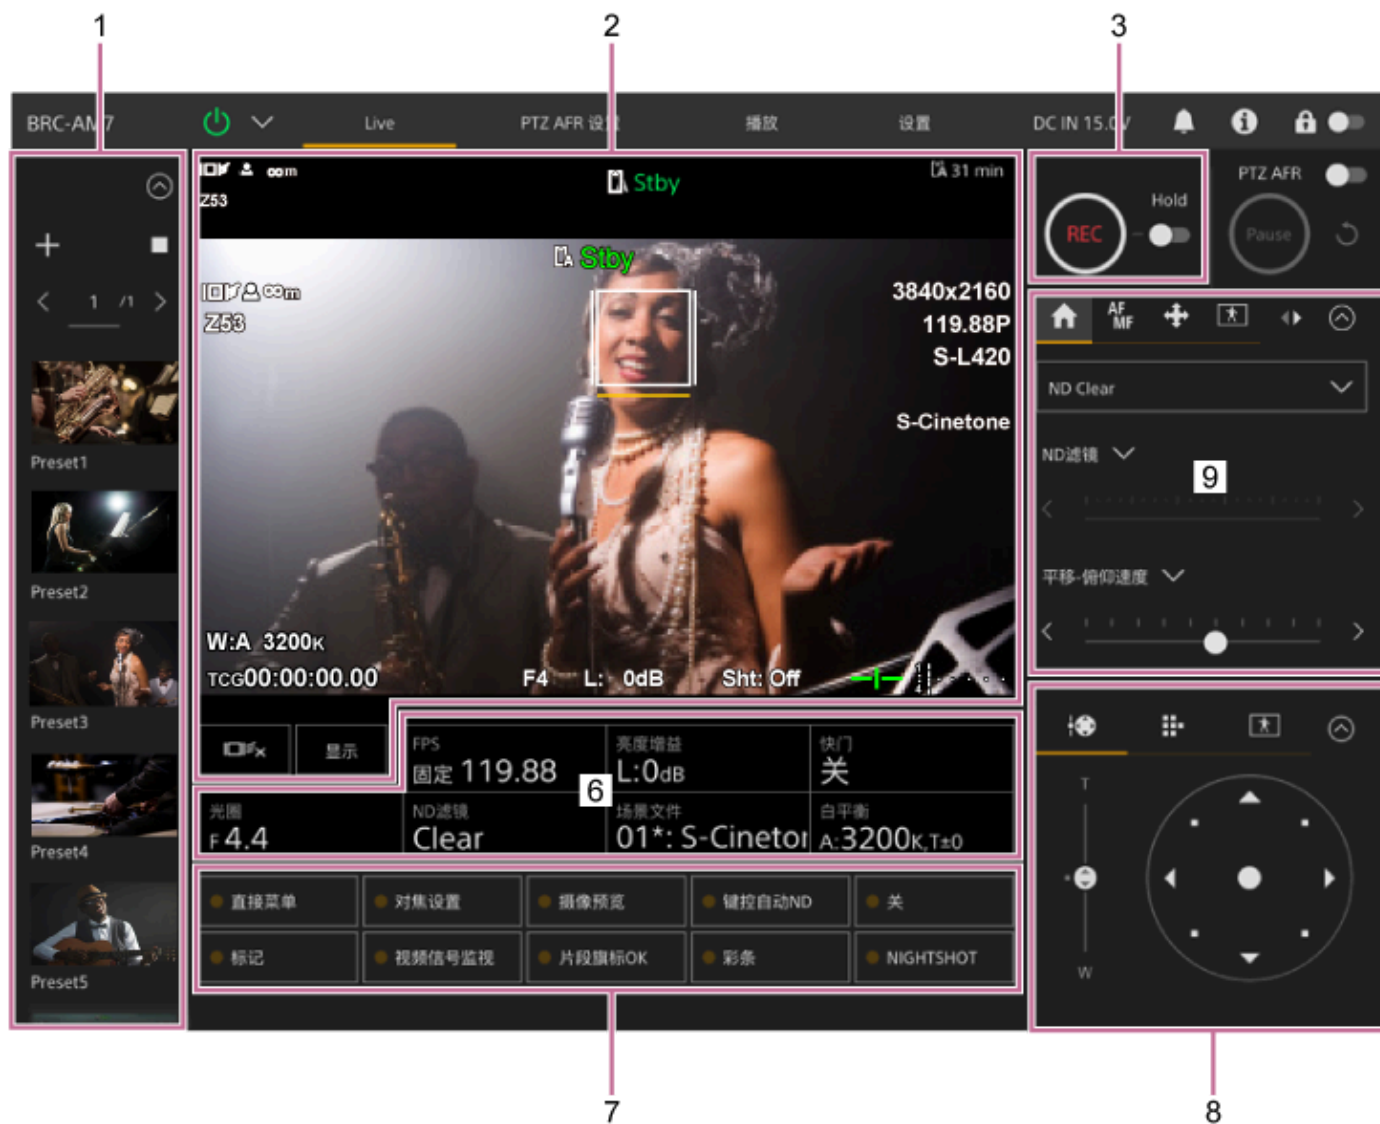 1
2
3
BRC-AM7
Live
PTZ AFR 设置
播放
设置
DC IN 15.0V
∞m
Z53
Stby
A 31 min
Hold
REC
PTZ AFR
Pause
1 /1
Stby
∞m
Z53
3840x2160
119.88P
S-L420
S-Cinetone
W:A 3200K
TCG00:00:00.00
F4
L: 0dB
Sht: Off
Preset1
Preset2
Preset3
Preset4
Preset5
AF
MF
ND Clear
ND滤镜
9
平移-俯仰速度
显示
FPS
固定 119.88
亮度增益
L:0dB
快门
关
6
光圈
F4.4
ND滤镜
Clear
场景文件
01*: S-Cinetor
白平衡
A:3200K,T±0
直接菜单
对焦设置
摄像预览
键控自动ND
关
标记
视频信号监视
片段旗标OK
彩条
NIGHTSHOT
T
W
7
8